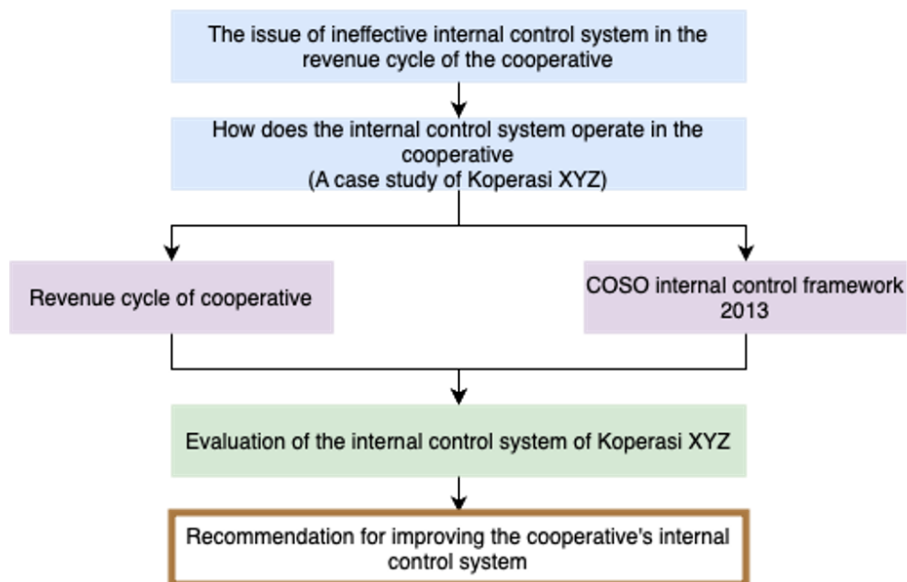 The issue of ineffective internal control system in the
revenue cycle of the cooperative
How does the internal control system operate in the
cooperative
(A case study of Koperasi XYZ)
Revenue cycle of cooperative
COSO internal control framework
2013
Evaluation of the internal control system of Koperasi XYZ
Recommendation for improving the cooperative's internal
control system